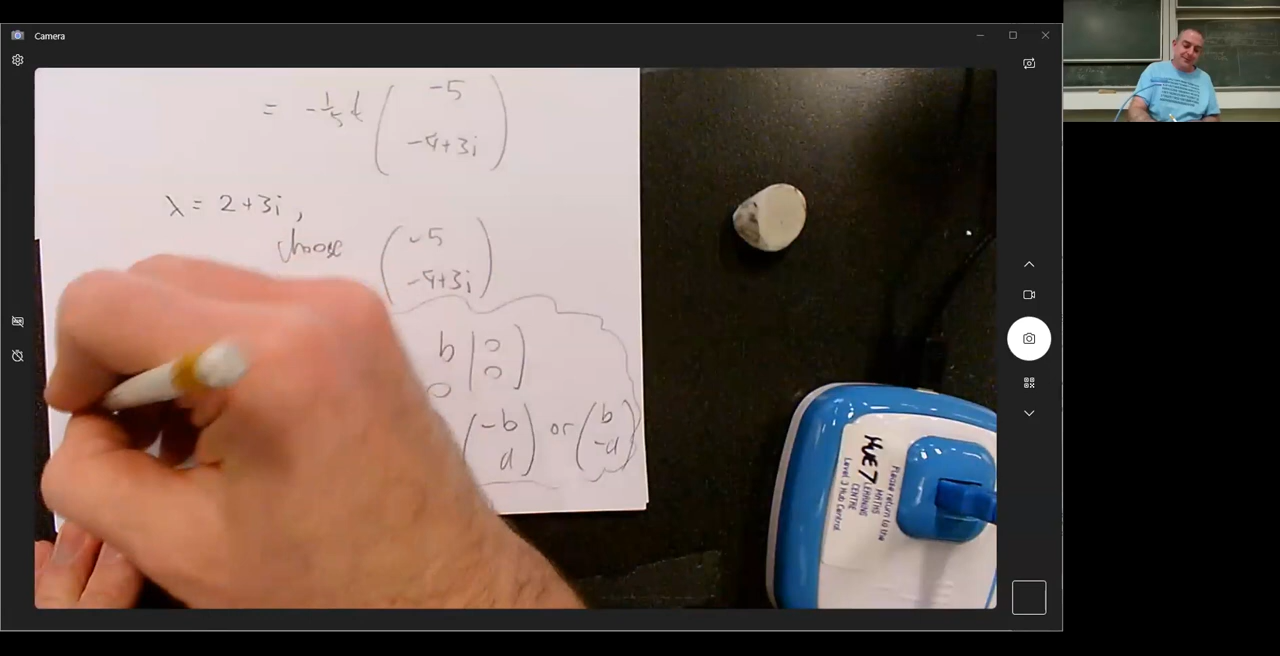 Camera
= -1/5 t ( -5
-4+3i )
λ = 2+3i,
choose ( -5
-4+3i )
b | 0
0 | 0 )
( -b
a ) or ( b
-a )
HUE 7
Please return to the
MATHS
LEARNING
CENTRE
Level 3 Hub Central